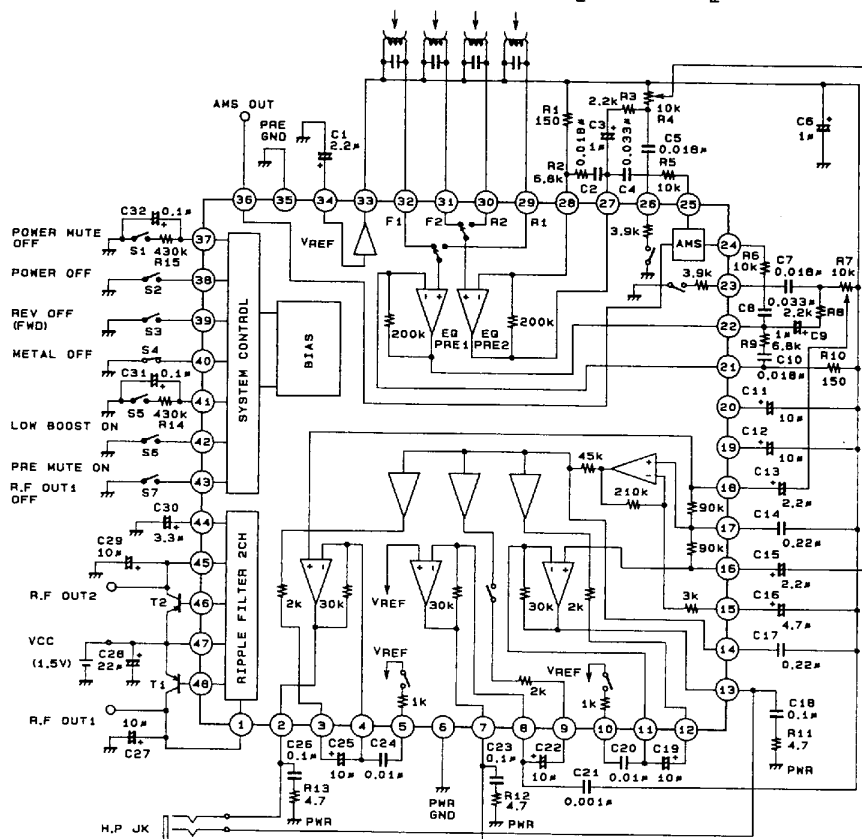 AMS OUT
PRE GND
C1 2.2μ
R1 150
R2 6.8k
0.018μ
C2
C3 1μ
2.2k R3
0.033μ
C4
10k R4
C5 0.018μ
R5 10k
C6 1μ
36 35 34 33 32 31 30 29 28 27 26 25
VREF
F1 F2 R2 R1
3.9k
AMS
C32 0.1μ
POWER MUTE OFF
S1 430k R15
37
POWER OFF
S2
38
REV OFF (FWD)
S3
39
METAL OFF
S4
40
C31 0.1μ
S5 430k R14
41
LOW BOOST ON
S6
42
PRE MUTE ON
R.F OUT1 OFF
S7
43
SYSTEM CONTROL
BIAS
200k
EQ PRE1
EQ PRE2
200k
3.9k
24
R6 10k
C7 0.018μ
R7 10k
23
C8 0.033μ
2.2k R8
22
1μ C9
R9 6.8k
C10 0.018μ
R10 150
21
C11 10μ
20
C12 10μ
19
C13 2.2μ
18
90k
C14 0.22μ
17
90k
C15 2.2μ
16
C16 4.7μ
15
3k
C17 0.22μ
14
13
45k
210k
C30 3.3μ
44
C29 10μ
45
R.F OUT2
T2
46
VCC (1.5V)
C28 22μ
47
T1
48
R.F OUT1
10μ C27
RIPPLE FILTER 2CH
2k
30k
VREF
30k
30k
2k
VREF
1k
2k
VREF
1k
1 2 3 4 5 6 7 8 9 10 11 12
C26 0.1μ
R13 4.7
PWR
C25 10μ
C24 0.01μ
PWR GND
C23 0.1μ
R12 4.7
PWR
C22 10μ
C21 0.001μ
C20 0.01μ
C19 10μ
C18 0.1μ
R11 4.7
PWR
H.P JK